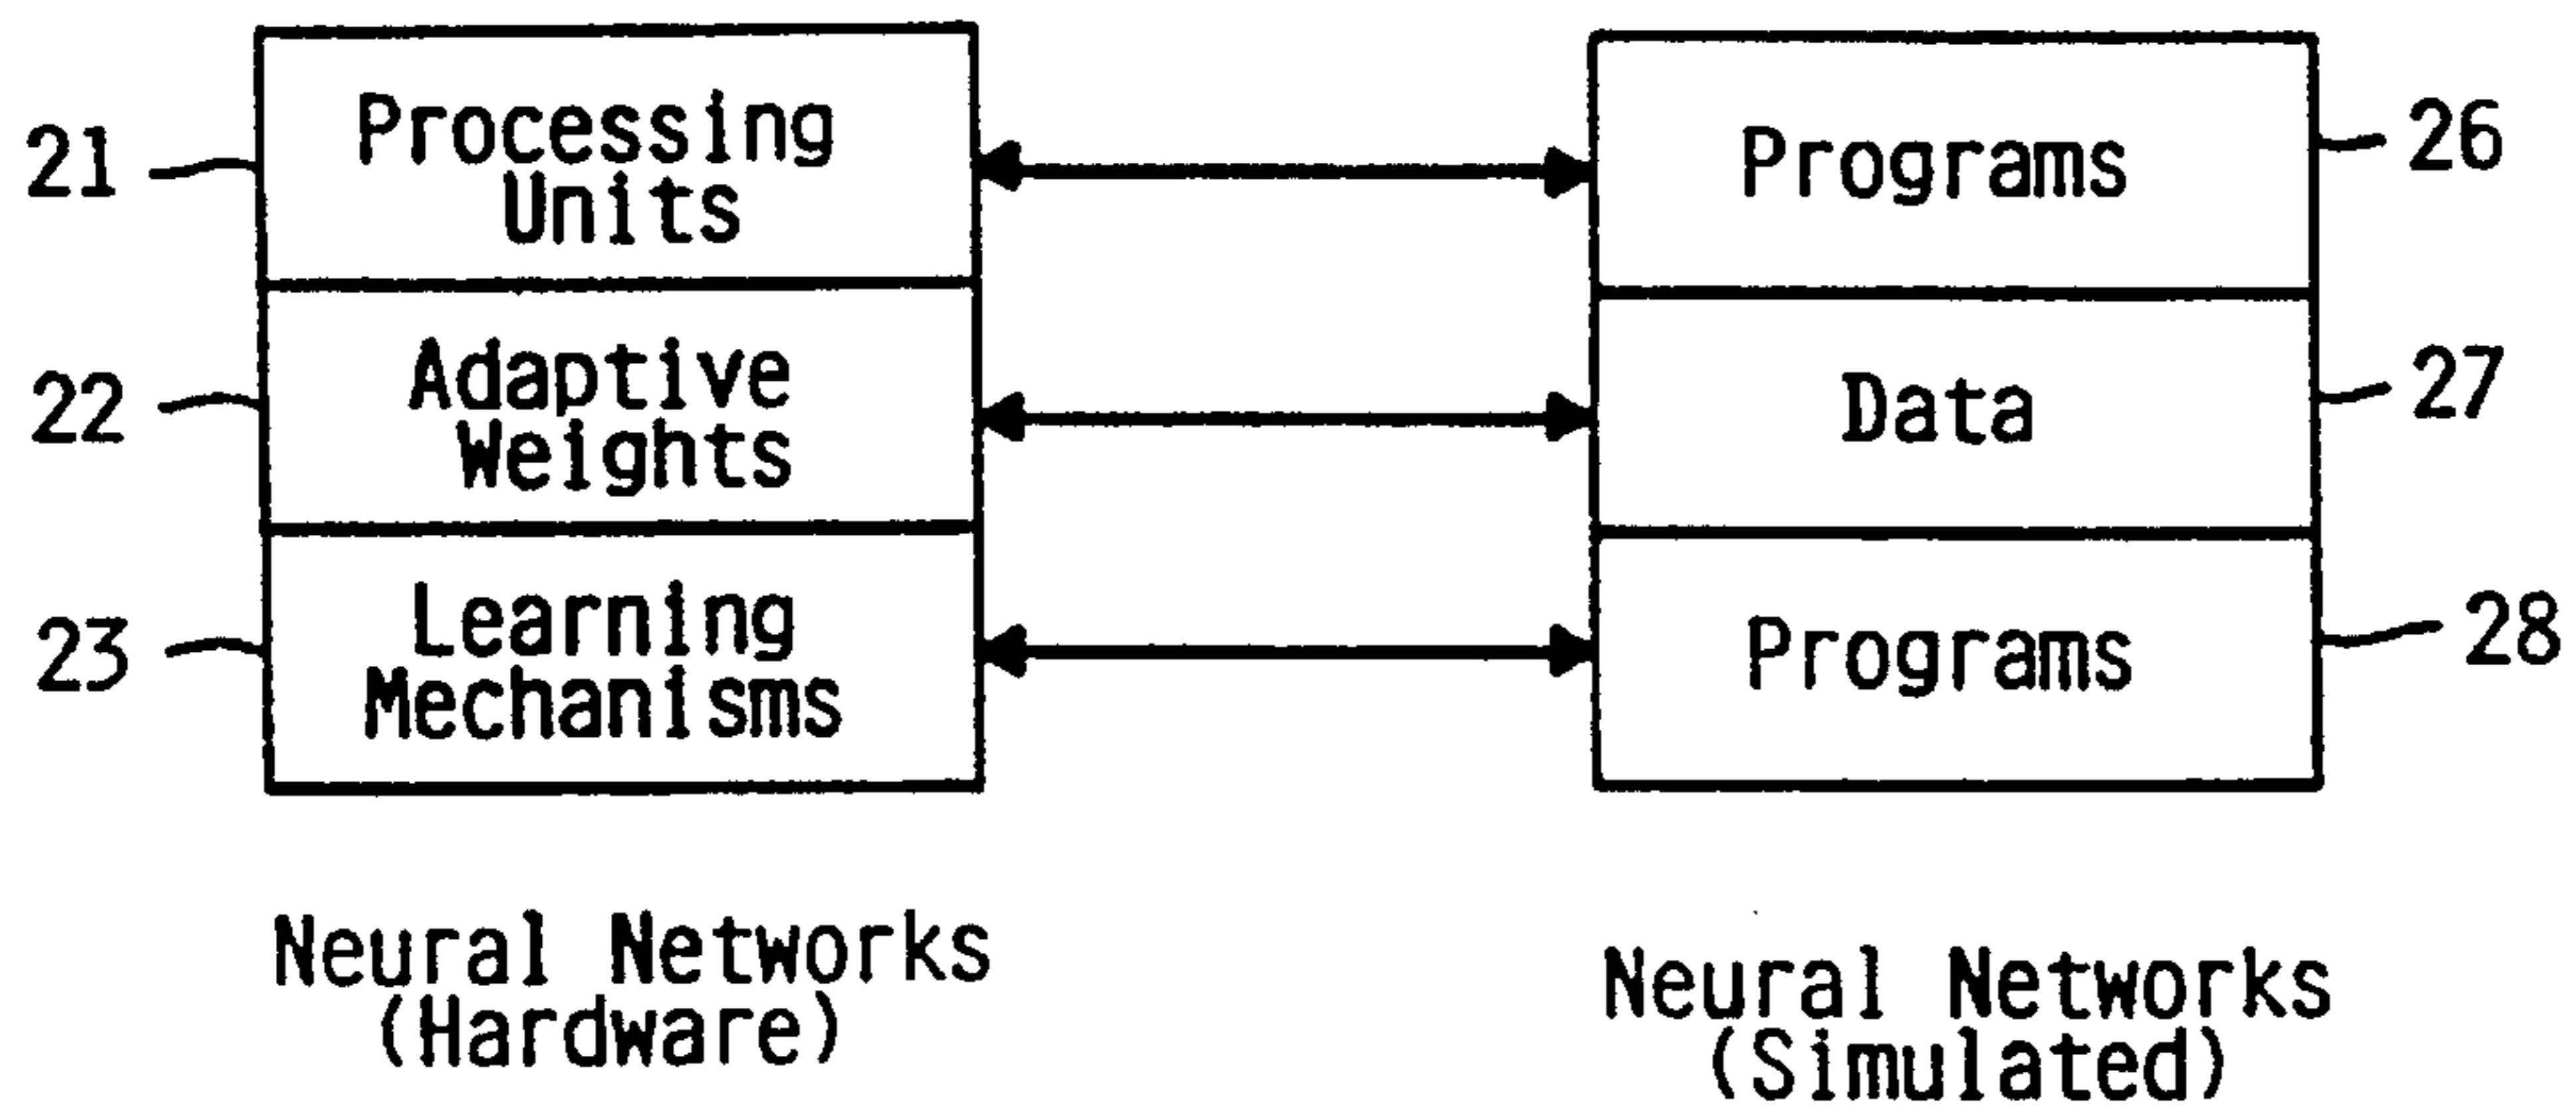 21
Processing
Units
22
Adaptive
Weights
23
Learning
Mechanisms
Neural Networks
(Hardware)
Programs
26
Data
27
Programs
28
Neural Networks
(Simulated)